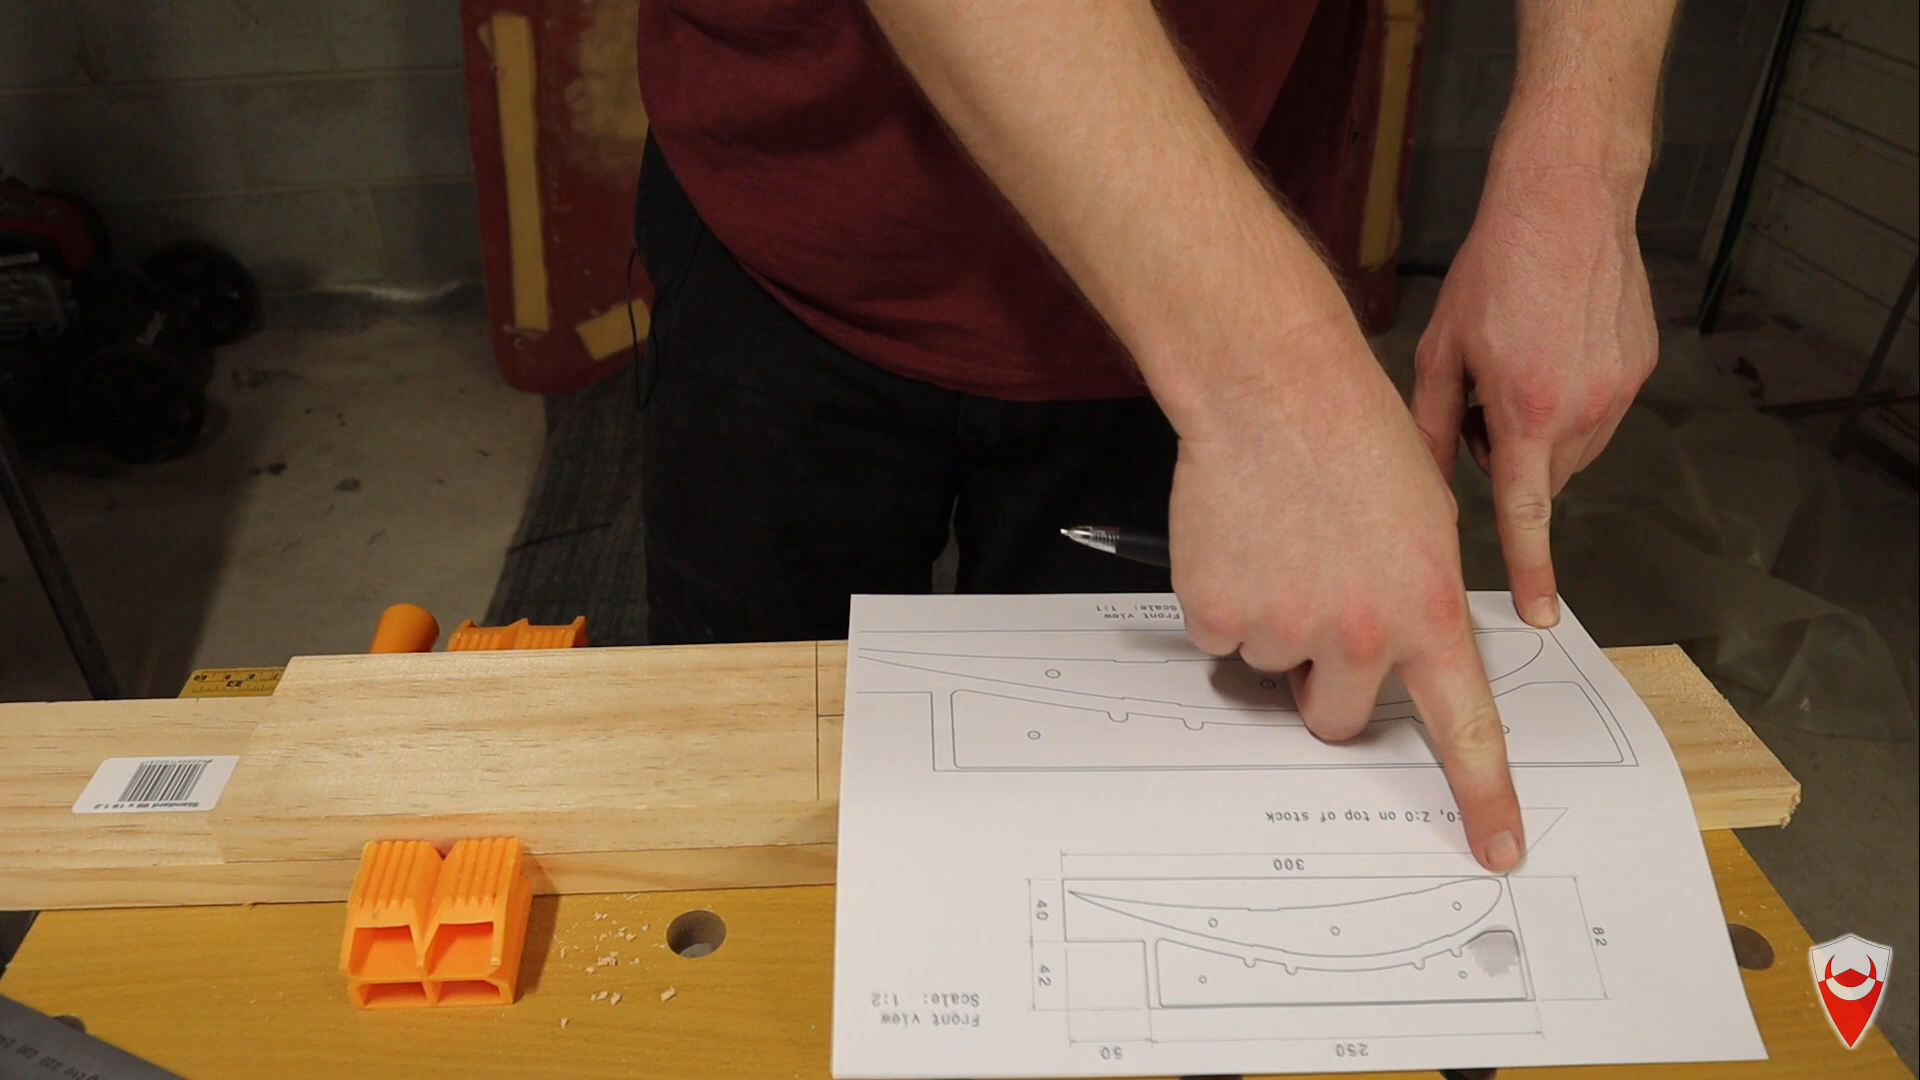 Front view
Scale: 1:1
:0, Z:0 on top of stock
300
40
82
42
Front view
Scale: 1:2
50
250
Standard